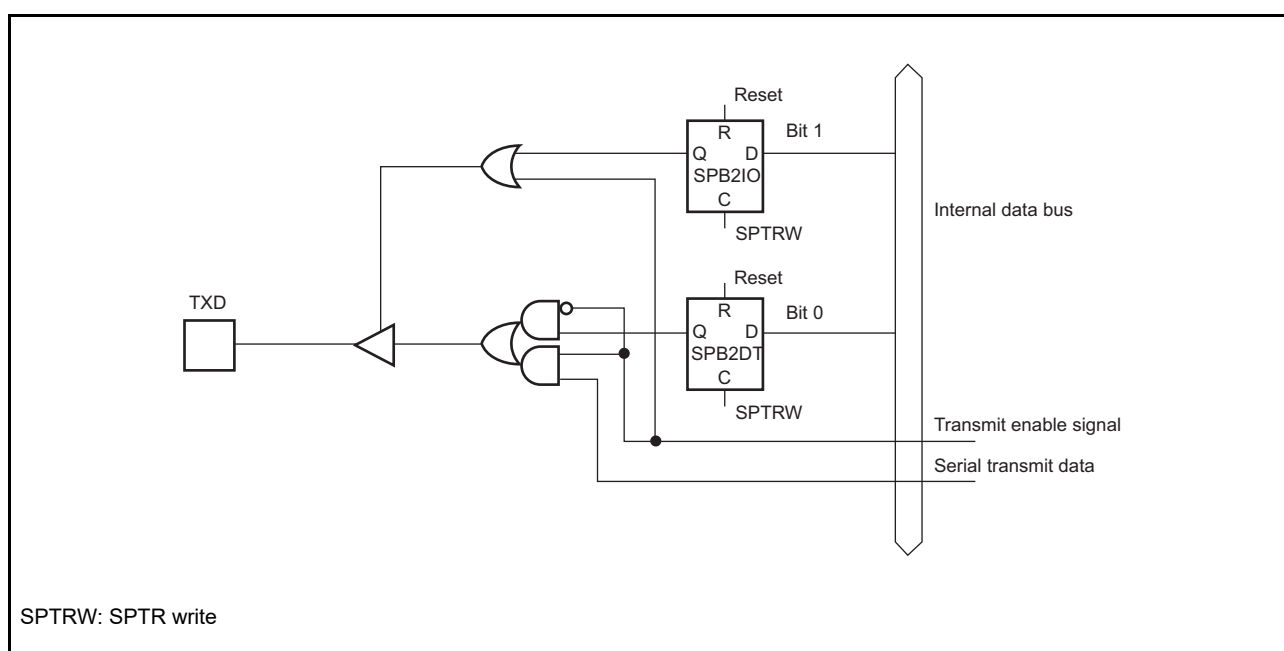 Reset
R
Bit 1
Q D
SPB2IO
C
SPTRW
Internal data bus
Reset
TXD
R
Bit 0
Q D
SPB2DT
C
SPTRW
Transmit enable signal
Serial transmit data
SPTRW: SPTR write